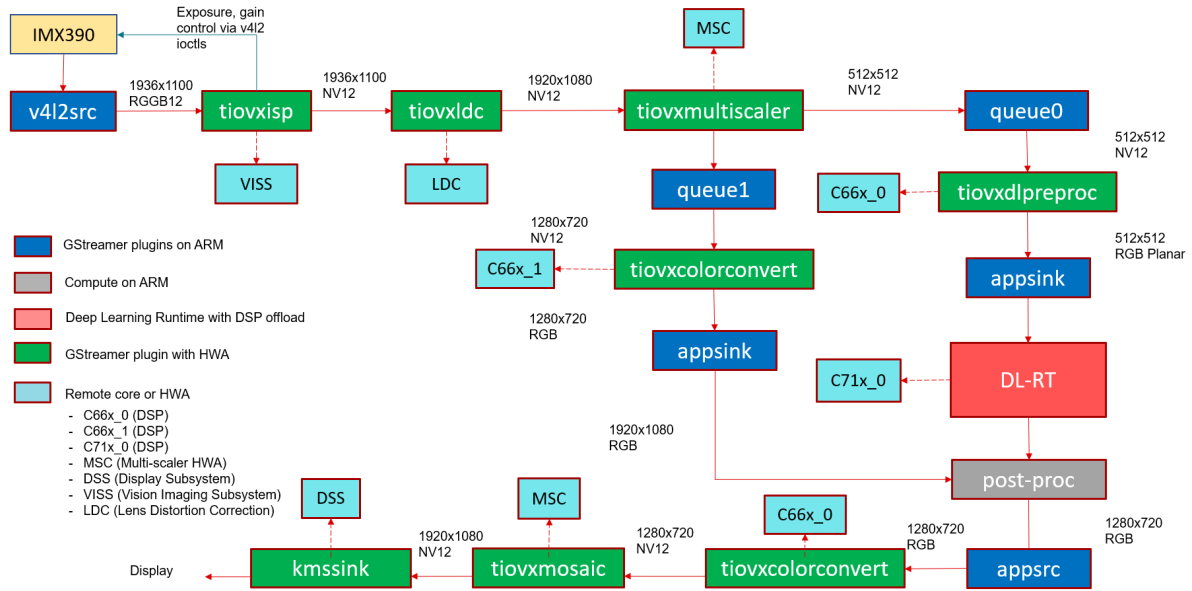 Exposure, gain
control via v4l2
ioctls
IMX390
MSC
1936x1100
RGGB12
1936x1100
NV12
1920x1080
NV12
512x512
NV12
v4l2src
tiovxisp
tiovxldc
tiovxmultiscaler
queue0
512x512
NV12
VISS
LDC
queue1
C66x_0
tiovxdlpreproc
1280x720
NV12
GStreamer plugins on ARM
512x512
RGB Planar
C66x_1
tiovxcolorconvert
appsink
Compute on ARM
Deep Learning Runtime with DSP offload
1280x720
RGB
GStreamer plugin with HWA
appsink
C71x_0
DL-RT
Remote core or HWA
- C66x_0 (DSP)
- C66x_1 (DSP)
- C71x_0 (DSP)
- MSC (Multi-scaler HWA)
- DSS (Display Subsystem)
- VISS (Vision Imaging Subsystem)
- LDC (Lens Distortion Correction)
1920x1080
RGB
post-proc
DSS
MSC
C66x_0
1920x1080
NV12
1280x720
NV12
1280x720
RGB
1280x720
RGB
Display
kmssink
tiovxmosaic
tiovxcolorconvert
appsrc